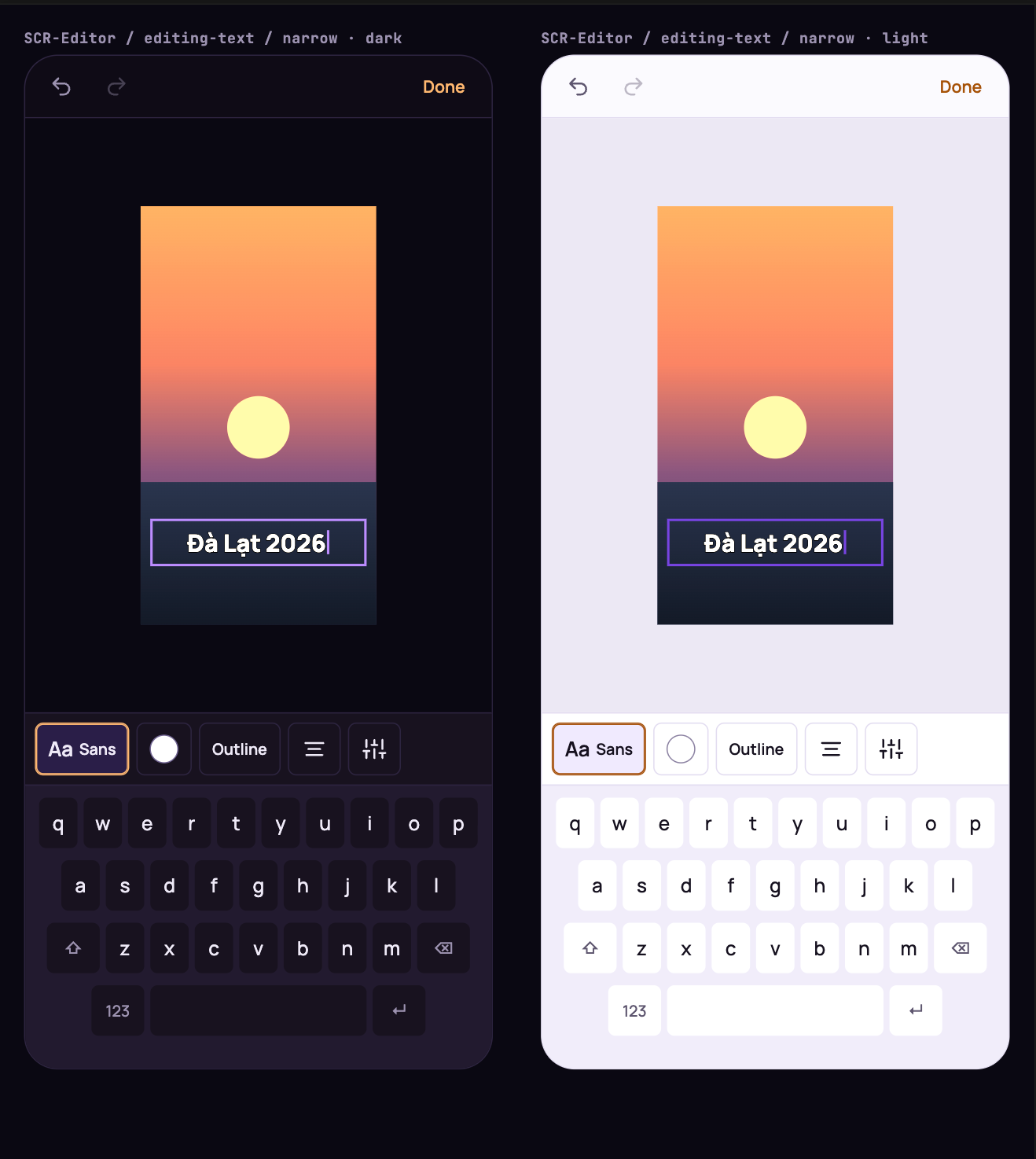 SCR-Editor / editing-text / narrow · dark
Done
Đà Lạt 2026
Aa Sans
Outline
q w e r t y u i o p
a s d f g h j k l
z x c v b n m
123
SCR-Editor / editing-text / narrow · light
Done
Đà Lạt 2026
Aa Sans
Outline
q w e r t y u i o p
a s d f g h j k l
z x c v b n m
123